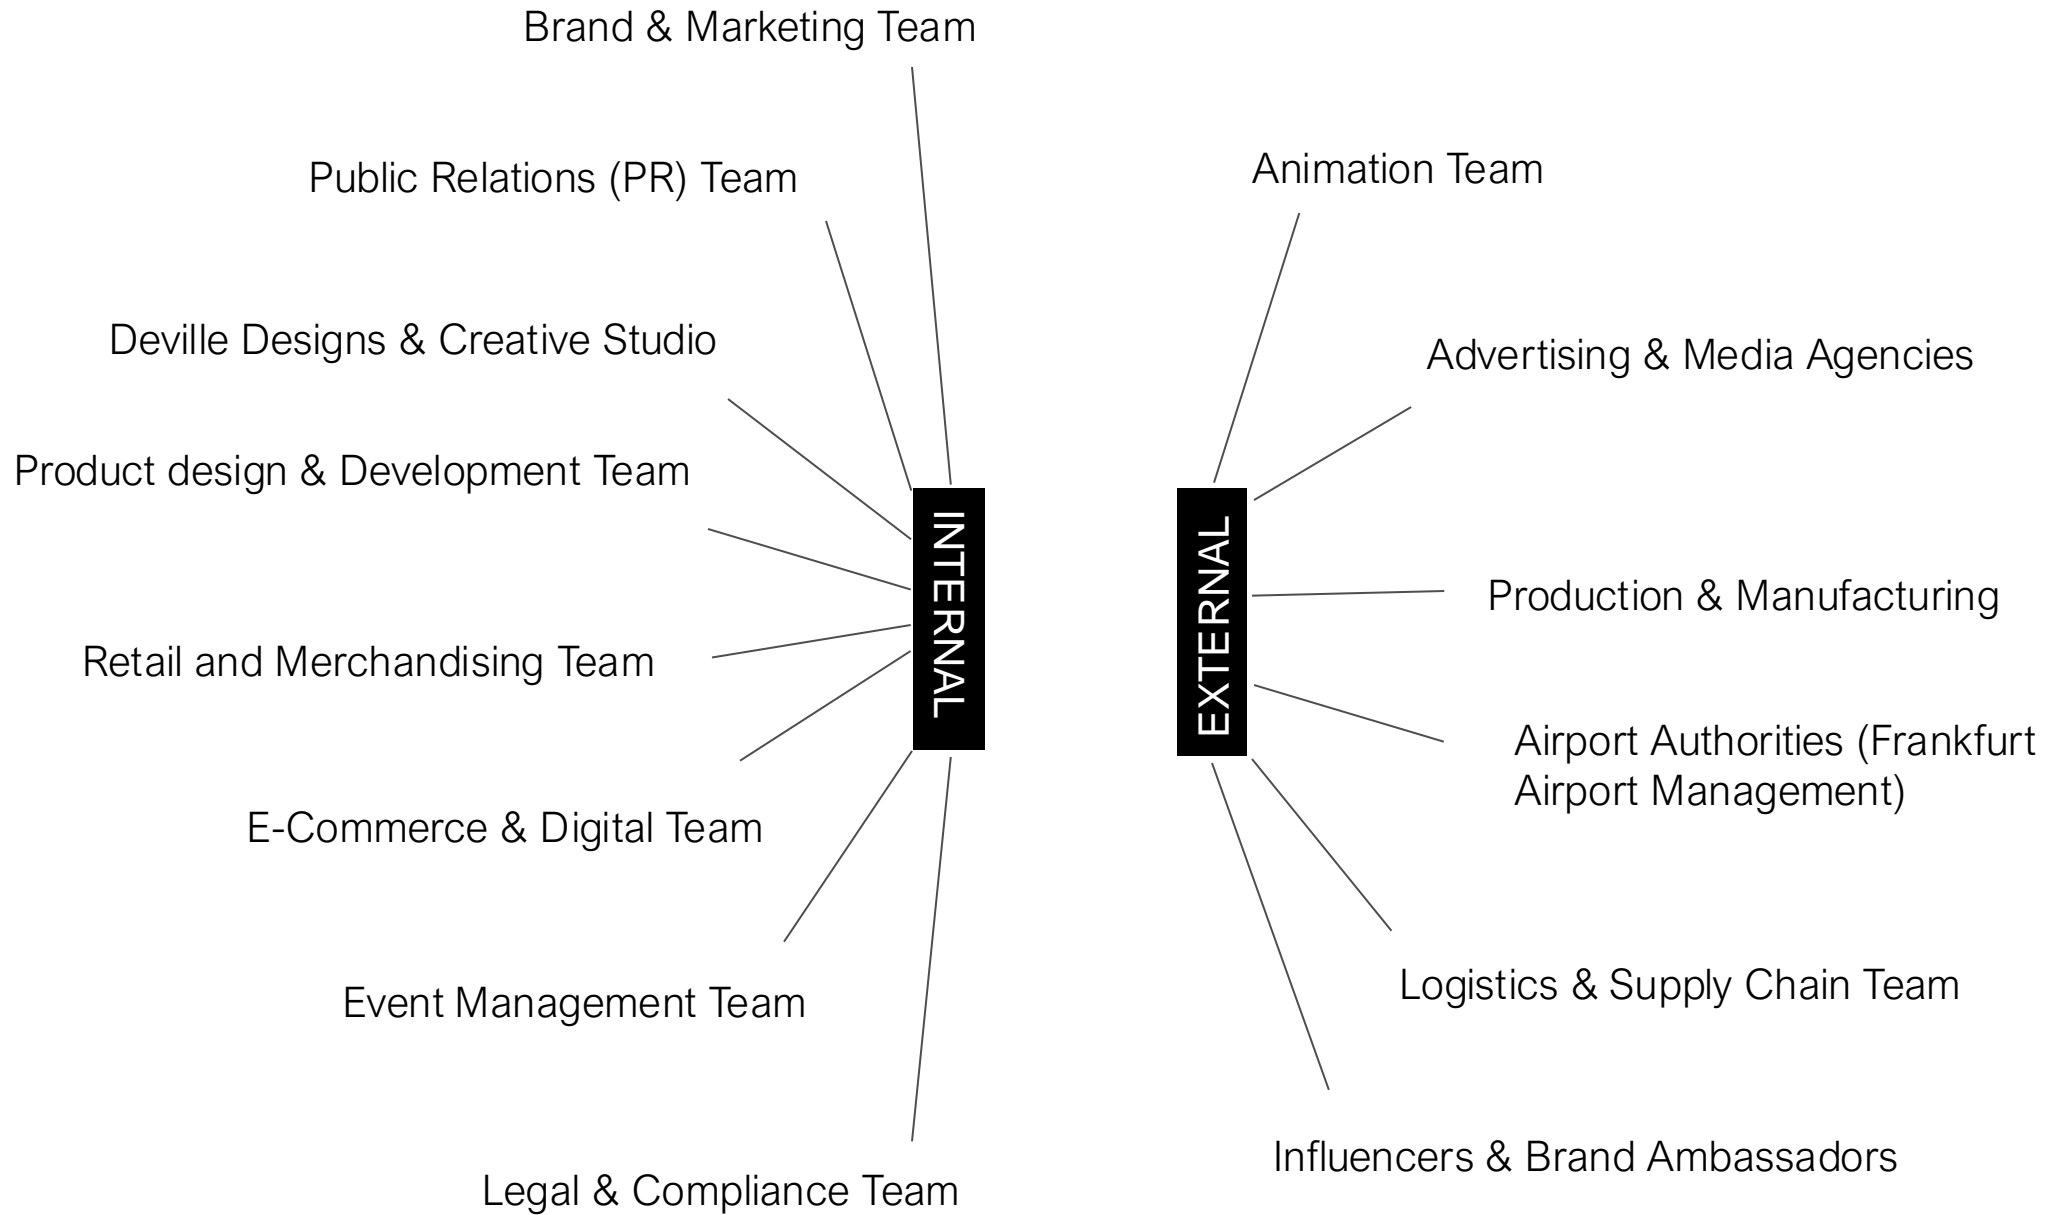 Brand & Marketing Team
Public Relations (PR) Team
Deville Designs & Creative Studio
Product design & Development Team
Retail and Merchandising Team
E-Commerce & Digital Team
Event Management Team
Legal & Compliance Team
INTERNAL
EXTERNAL
Animation Team
Advertising & Media Agencies
Production & Manufacturing
Airport Authorities (Frankfurt
Airport Management)
Logistics & Supply Chain Team
Influencers & Brand Ambassadors